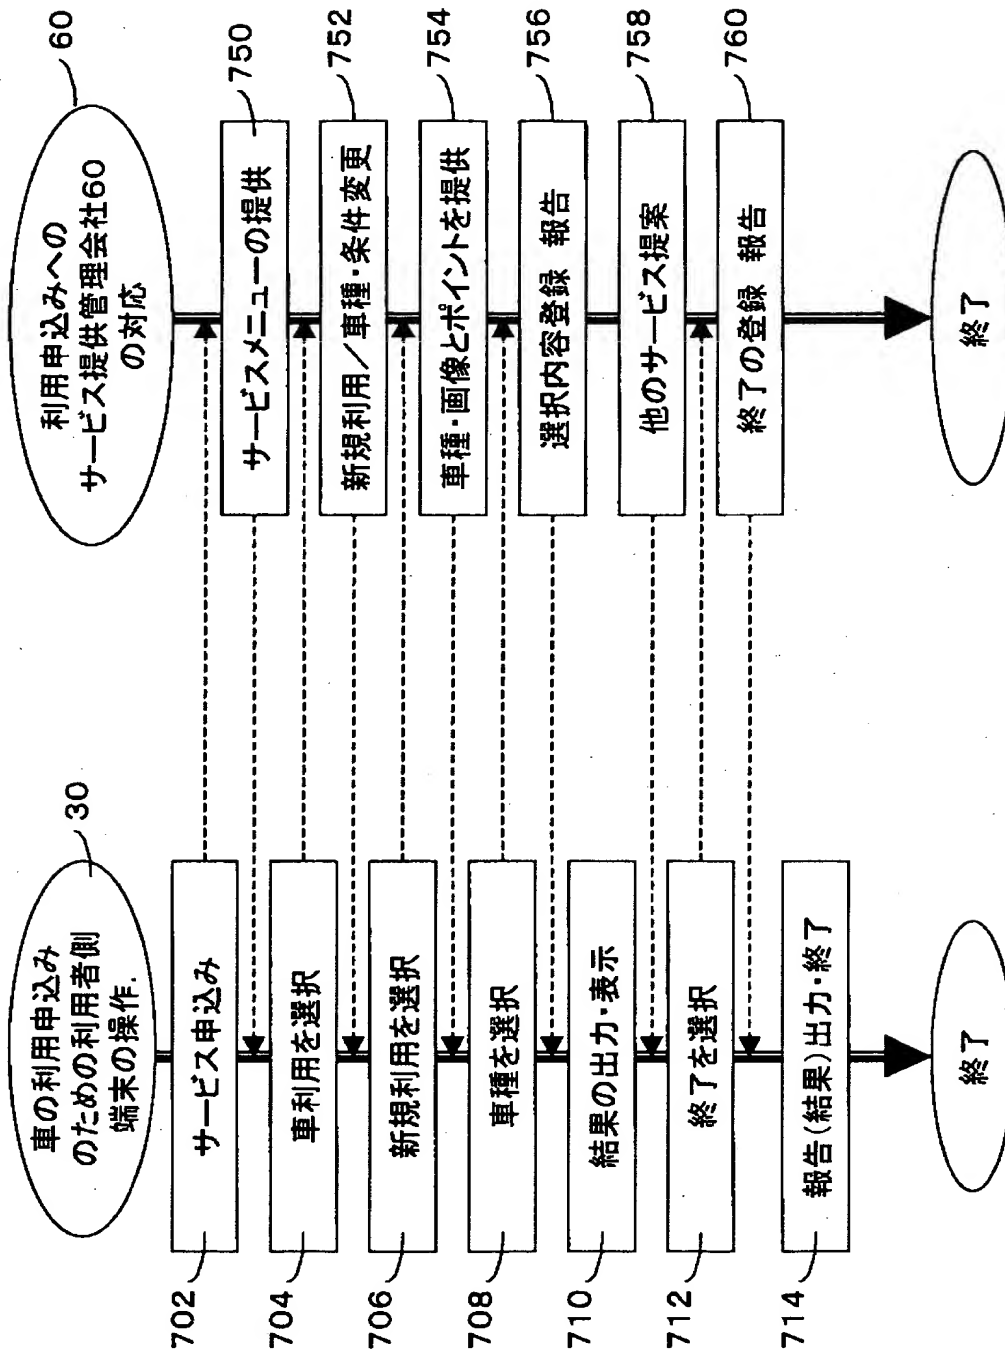 車の利用申込み
のための利用者側
端末の操作.
30
702
サービス申込み
704
車利用を選択
706
新規利用を選択
708
車種を選択
710
結果の出力・表示
712
終了を選択
714
報告(結果)出力・終了
終了
利用申込みへの
サービス提供管理会社60
の対応
60
サービスメニューの提供
750
新規利用／車種・条件変更
752
車種・画像とポイントを提供
754
選択内容登録 報告
756
他のサービス提案
758
終了の登録 報告
760
終了